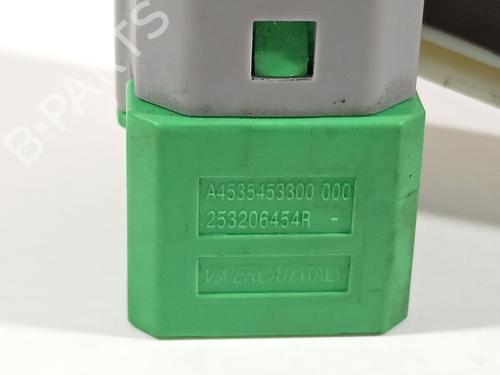 B-PARTS
A4535453300 000
253206454R -
VIMERCATI ITALY